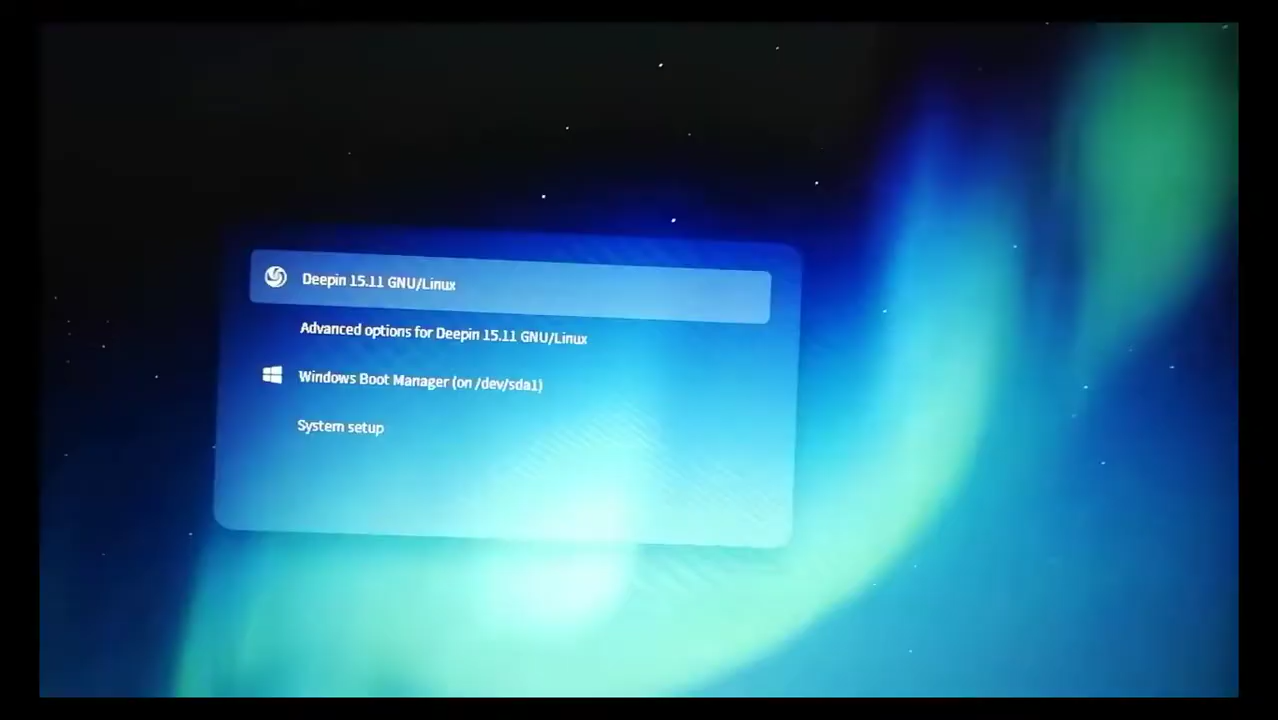 Deepin 15.11 GNU/Linux
Advanced options for Deepin 15.11 GNU/Linux
Windows Boot Manager (on /dev/sda1)
System setup